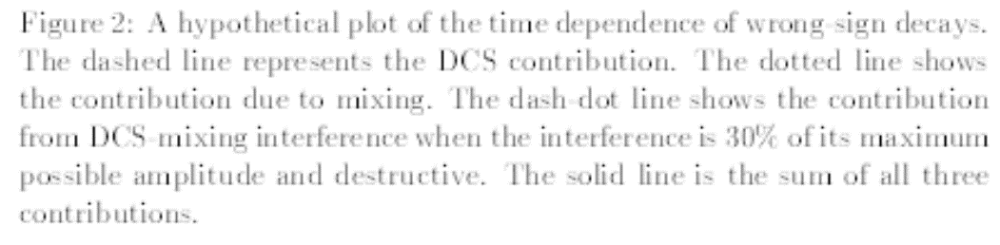 Figure 2: A hypothetical plot of the time dependence of wrong-sign decays.
The dashed line represents the DCS contribution. The dotted line shows
the contribution due to mixing. The dash-dot line shows the contribution
from DCS-mixing interference when the interference is 30% of its maximum
possible amplitude and destructive. The solid line is the sum of all three
contributions.